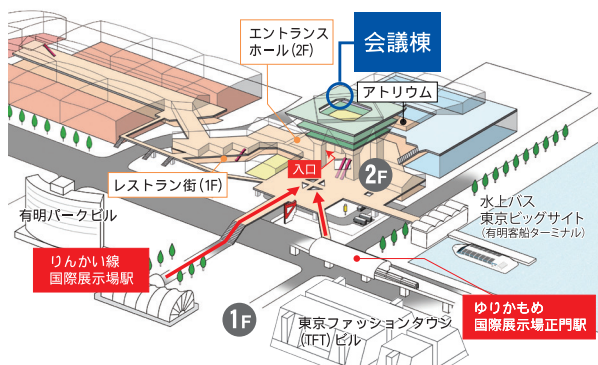 エントランス
ホール(2F)
会議棟
アトリウム
入口
2F
レストラン街(1F)
有明パークビル
水上バス
東京ビッグサイト
(有明客船ターミナル)
りんかい線
国際展示場駅
1F
東京ファッションタウン
(TFT)ビル
ゆりかもめ
国際展示場正門駅